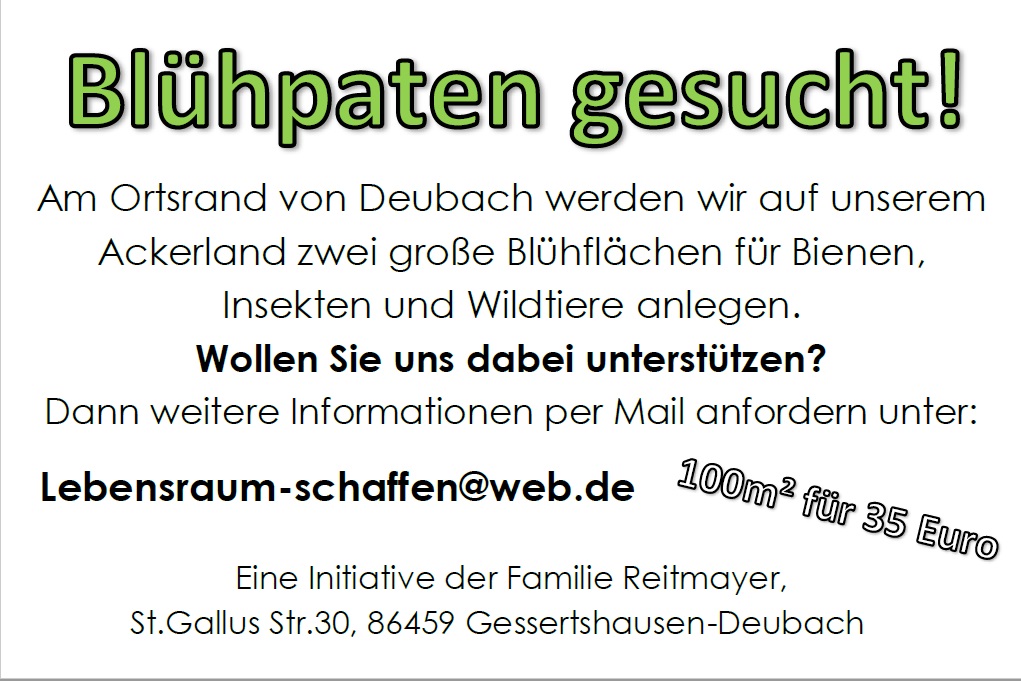 Blühpaten gesucht!
Am Ortsrand von Deubach werden wir auf unserem
Ackerland zwei große Blühflächen für Bienen,
Insekten und Wildtiere anlegen.
Wollen Sie uns dabei unterstützen?
Dann weitere Informationen per Mail anfordern unter:
Lebensraum-schaffen@web.de
100m² für 35 Euro
Eine Initiative der Familie Reitmayer,
St.Gallus Str.30, 86459 Gessertshausen-Deubach